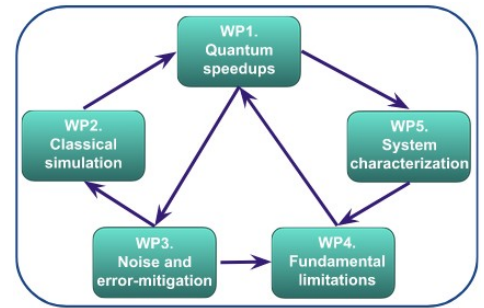 WP1.
Quantum
speedups
WP2.
Classical
simulation
WP5.
System
characterization
WP3.
Noise and
error-mitigation
WP4.
Fundamental
limitations